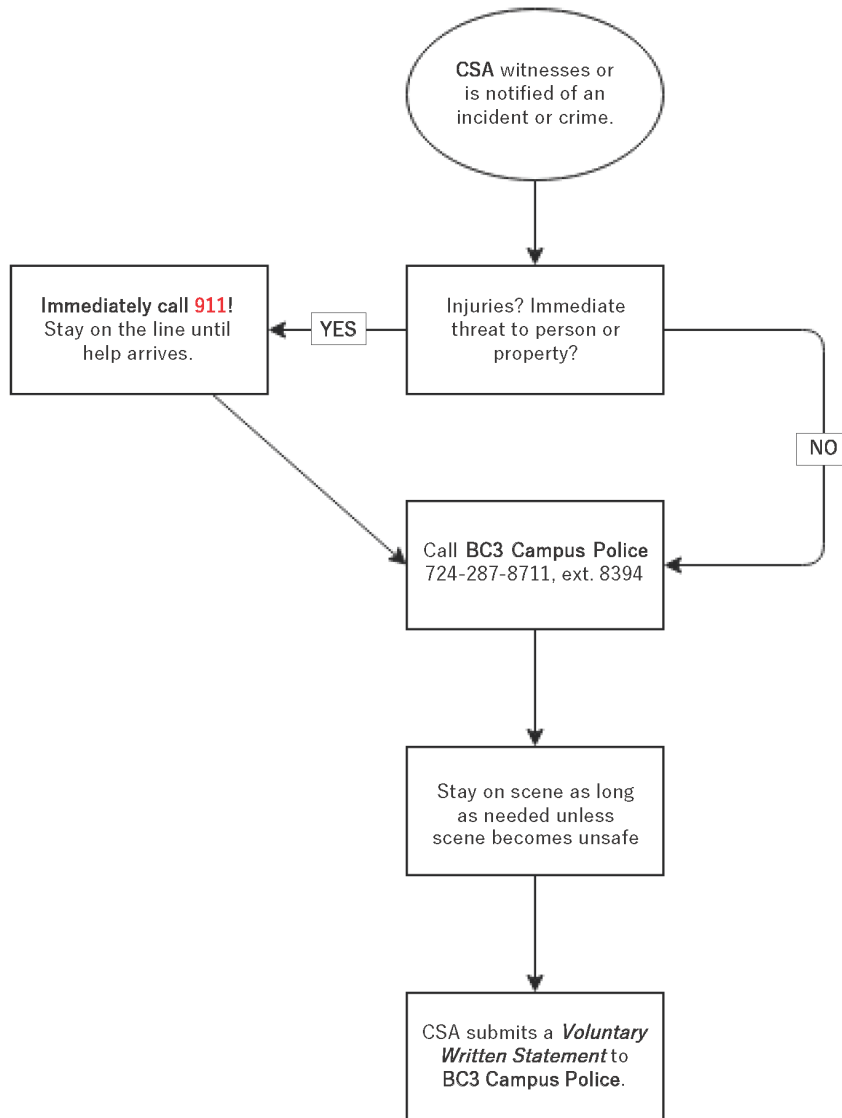 CSA witnesses or
is notified of an
incident or crime.
Immediately call 911!
Stay on the line until
help arrives.
YES
Injuries? Immediate
threat to person or
property?
NO
Call BC3 Campus Police
724-287-8711, ext. 8394
Stay on scene as long
as needed unless
scene becomes unsafe
CSA submits a Voluntary
Written Statement to
BC3 Campus Police.